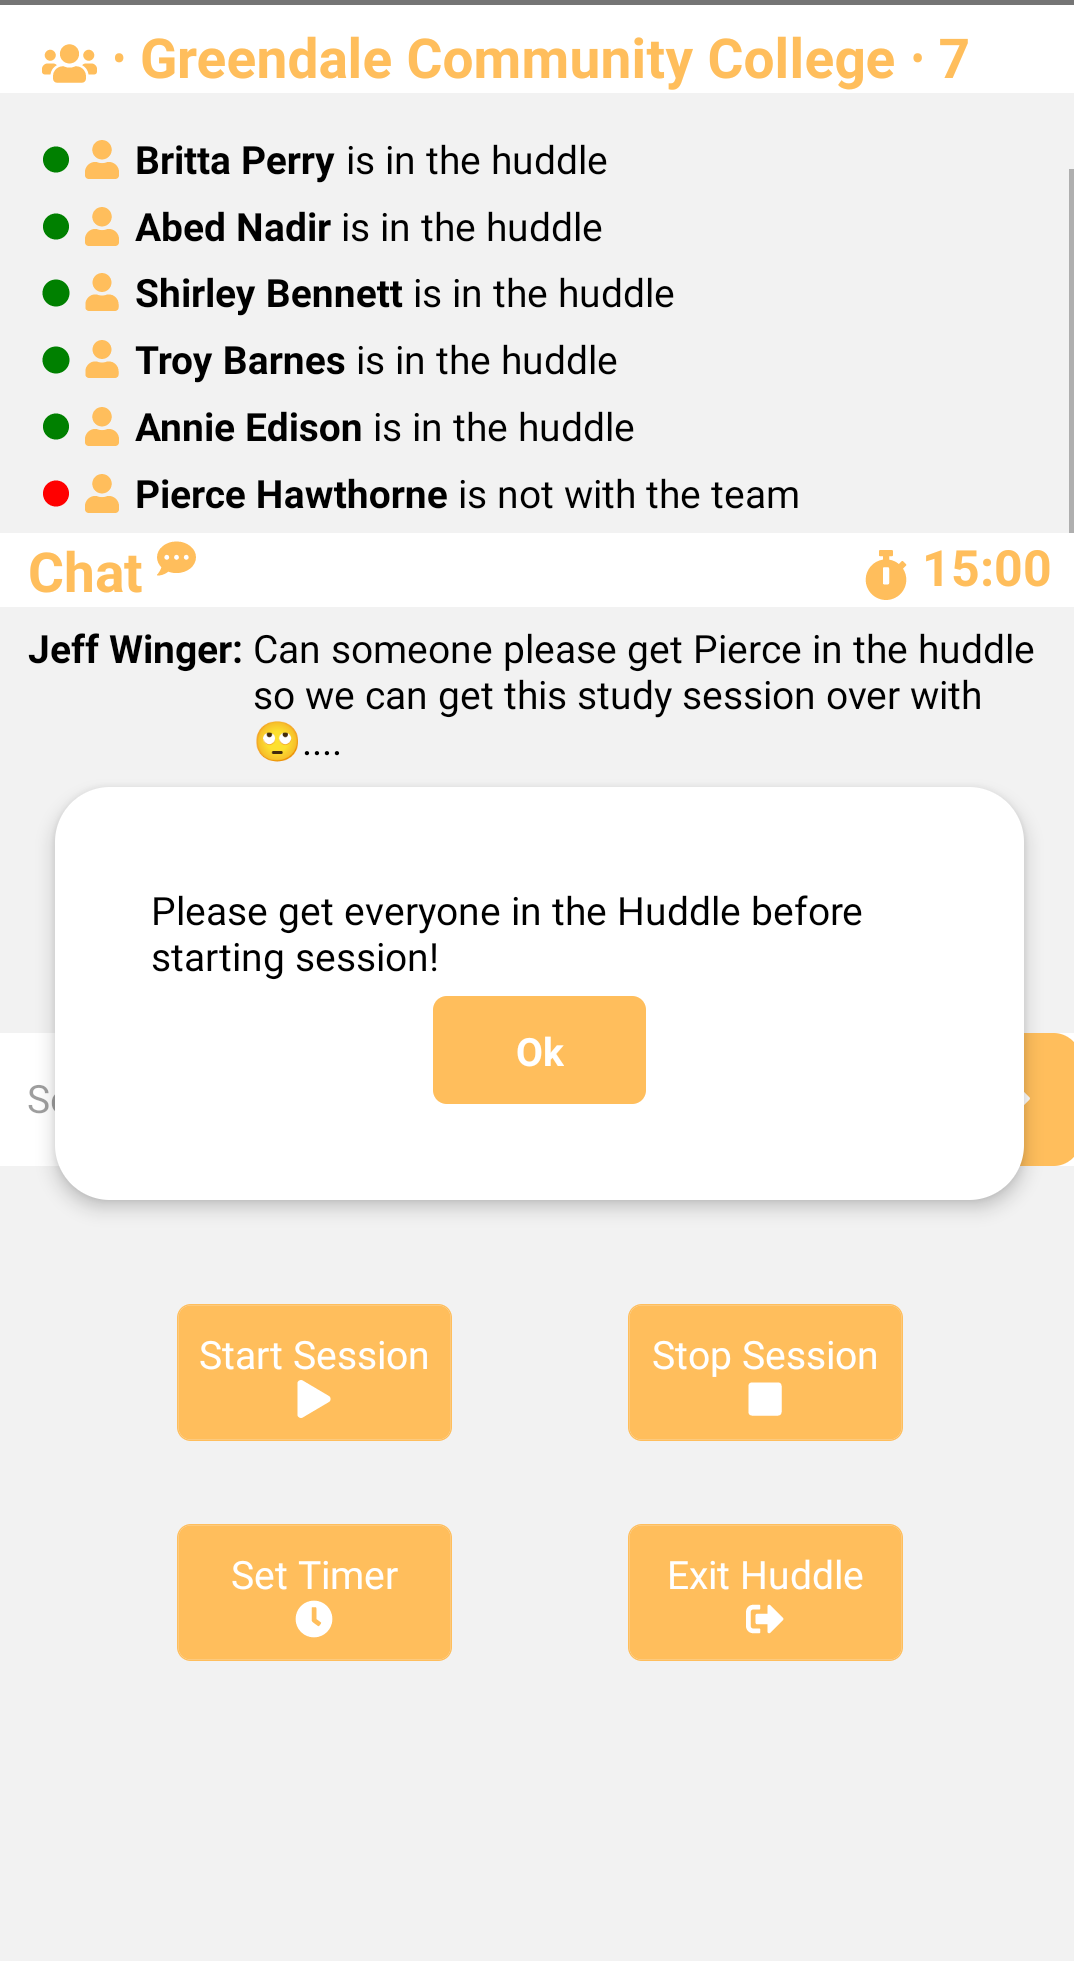 · Greendale Community College · 7
Britta Perry is in the huddle
Abed Nadir is in the huddle
Shirley Bennett is in the huddle
Troy Barnes is in the huddle
Annie Edison is in the huddle
Pierce Hawthorne is not with the team
Chat 15:00
Jeff Winger: Can someone please get Pierce in the huddle
so we can get this study session over with
🙄....
Please get everyone in the Huddle before
starting session!
Ok
Start Session
Stop Session
Set Timer
Exit Huddle